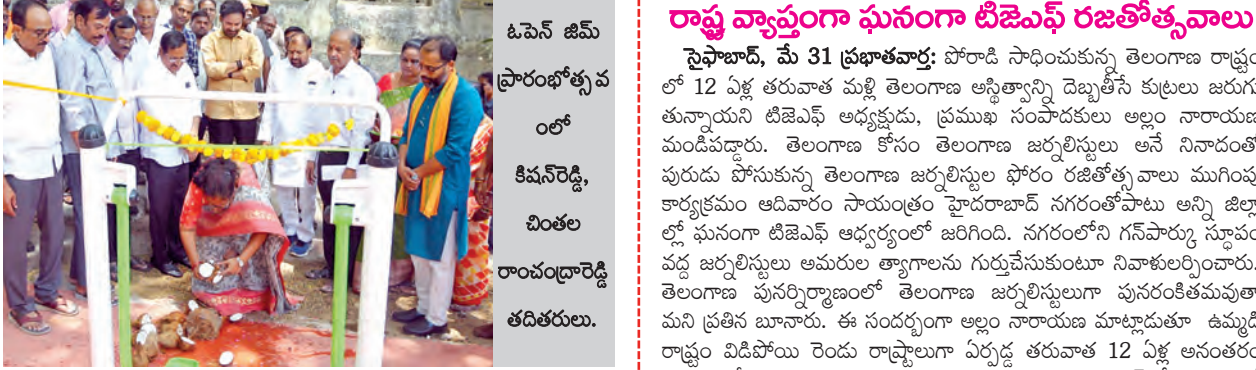 ఓపెన్ జిమ్
ప్రారంభోత్సవ
ంలో
కిషన్‌రెడ్డి,
చింతల
రాంచంద్రారెడ్డి
తదితరులు.
రాష్ట్ర వ్యాప్తంగా ఘనంగా టిజెఎఫ్ రజతోత్సవాలు
సైఫాబాద్, మే 31 ప్రభాతవార్త: పోరాడి సాధించుకున్న తెలంగాణ రాష్ట్రం
లో 12 ఏళ్ల తరువాత మళ్లి తెలంగాణ అస్థిత్వాన్ని దెబ్బతీసే కుట్రలు జరుగు
తున్నాయని టిజెఎఫ్ అధ్యక్షుడు, ప్రముఖ సంపాదకులు అల్లం నారాయణ
మండిపడ్డారు. తెలంగాణ కోసం తెలంగాణ జర్నలిస్టులు అనే నినాదంతో
పురుడు పోసుకున్న తెలంగాణ జర్నలిస్టుల ఫోరం రజితోత్సవాలు ముగింపు
కార్యక్రమం ఆదివారం సాయంత్రం హైదరాబాద్ నగరంతోపాటు అన్ని జిల్లా
ల్లో ఘనంగా టిజెఎఫ్ ఆధ్వర్యంలో జరిగింది. నగరంలోని గన్‌పార్కు స్థూపం
వద్ద జర్నలిస్టులు అమరుల త్యాగాలను గుర్తుచేసుకుంటూ నివాళులర్పించారు.
తెలంగాణ పునర్నిర్మాణంలో తెలంగాణ జర్నలిస్టులుగా పునరంకితమవుతా
మని ప్రతిన బూనారు. ఈ సందర్భంగా అల్లం నారాయణ మాట్లాడుతూ ఉమ్మడి
రాష్ట్రం విడిపోయి రెండు రాష్ట్రాలుగా ఏర్పడ్డ తరువాత 12 ఏళ్ల అనంతరం